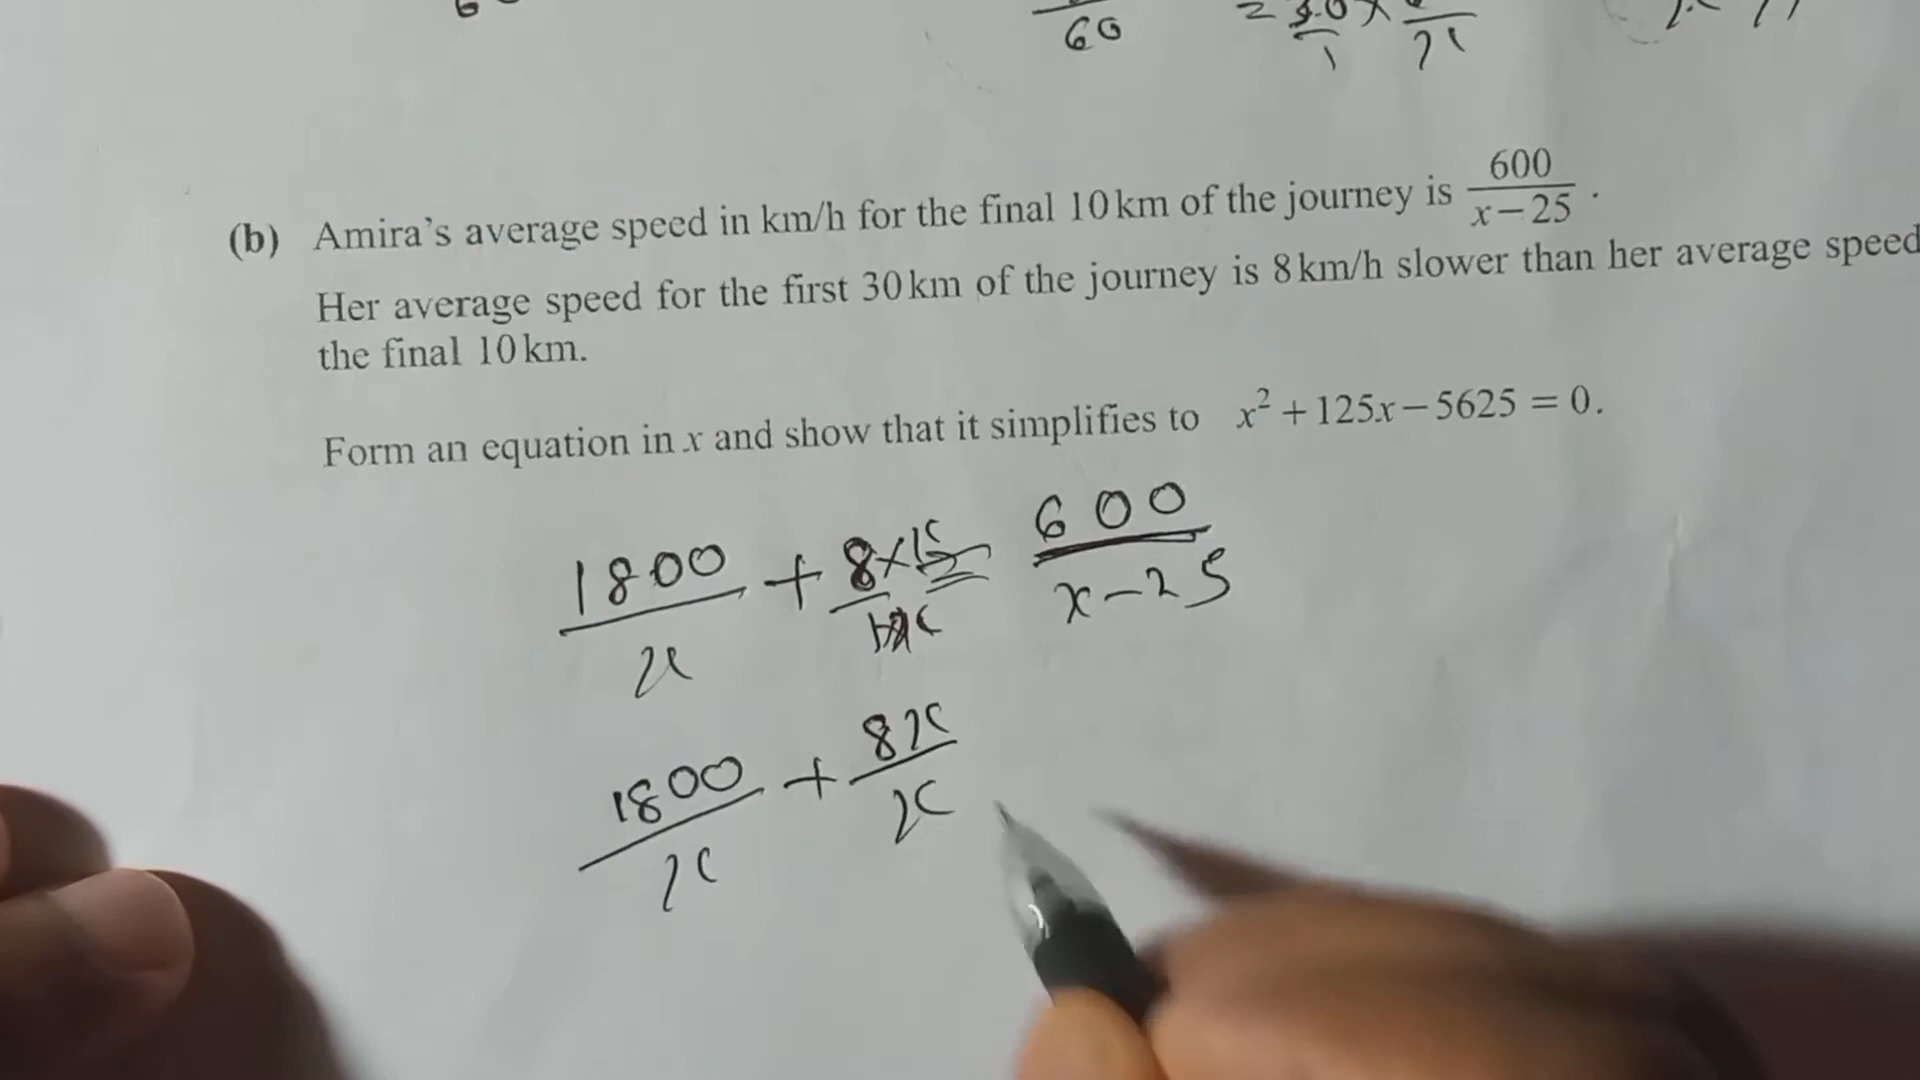 60
(b) Amira's average speed in km/h for the final 10 km of the journey is 600/(x−25).
Her average speed for the first 30 km of the journey is 8 km/h slower than her average speed
the final 10 km.
Form an equation in x and show that it simplifies to x² + 125x − 5625 = 0.
1800/x + 8×x/1x = 600/(x−25)
1800/x + 8x/x